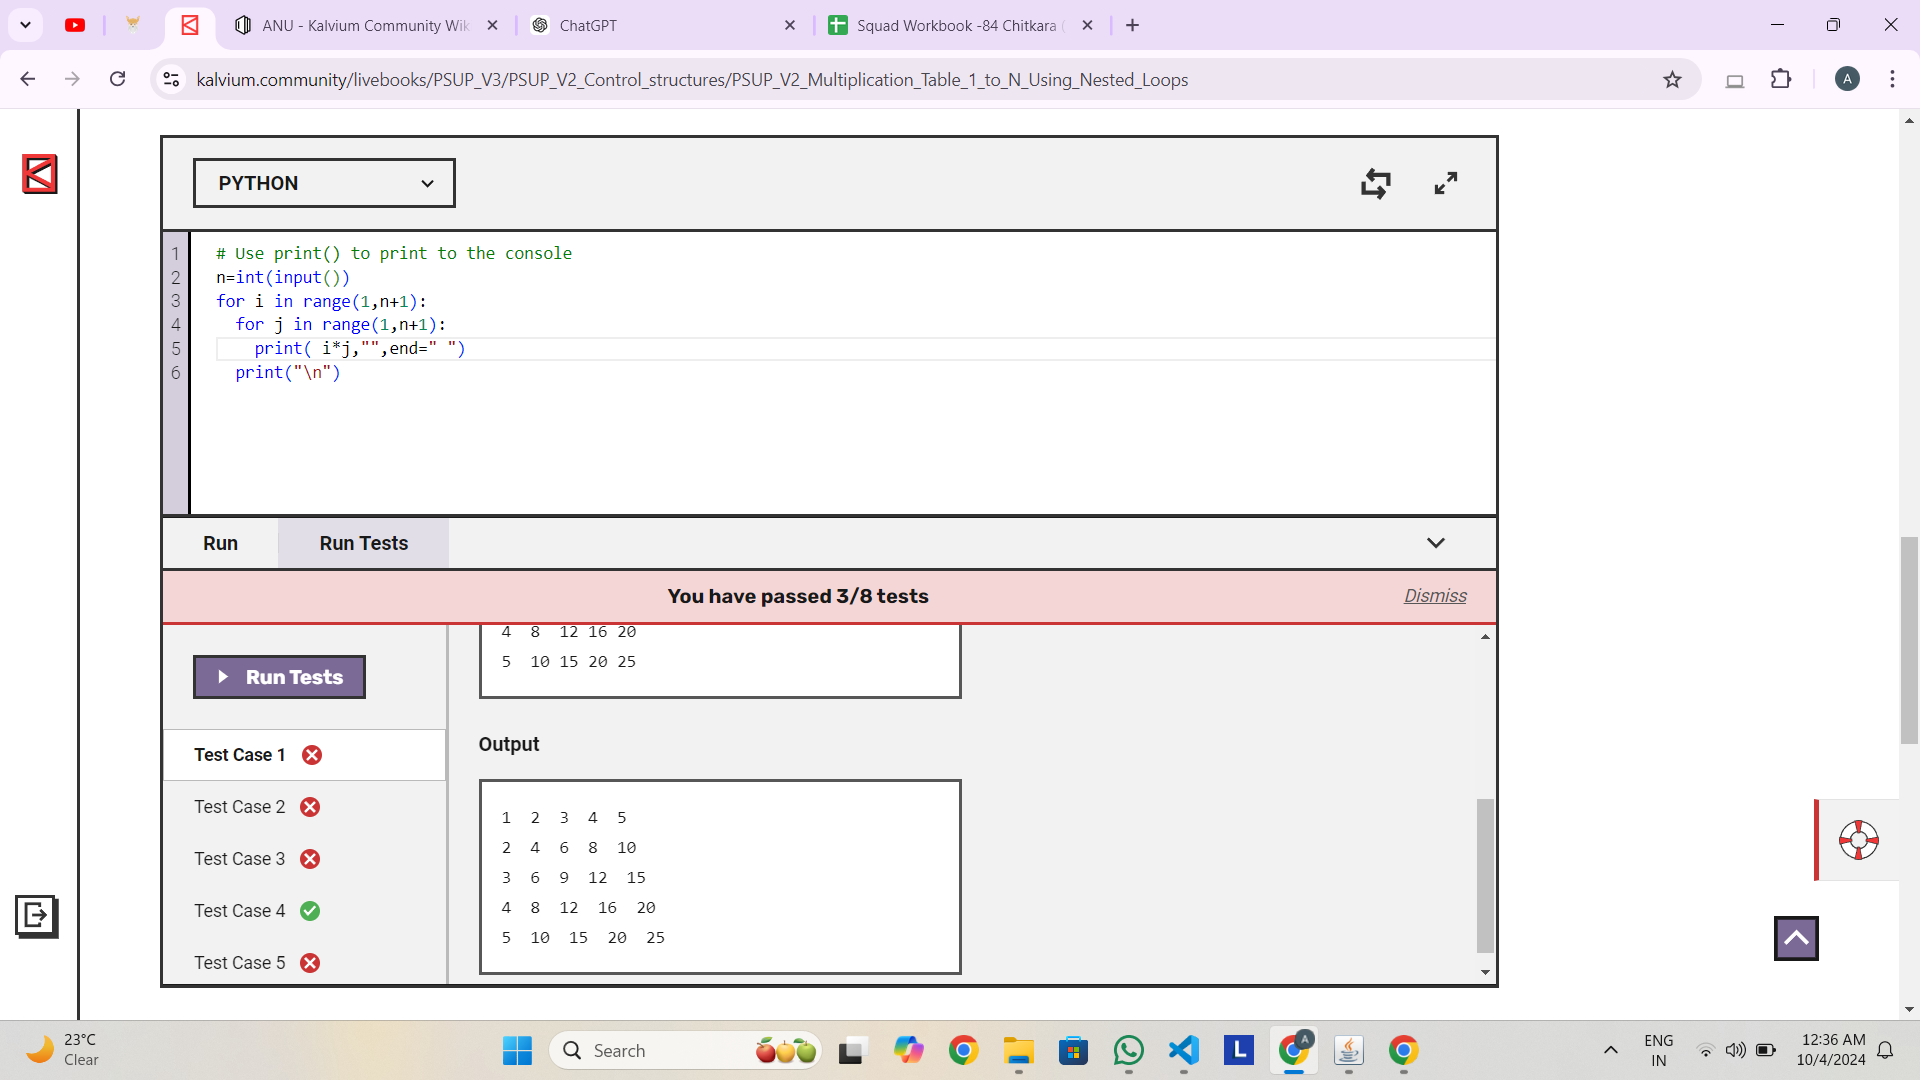 ANU - Kalvium Community Wik
ChatGPT
Squad Workbook -84 Chitkara (
kalvium.community/livebooks/PSUP_V3/PSUP_V2_Control_structures/PSUP_V2_Multiplication_Table_1_to_N_Using_Nested_Loops
A
PYTHON
1 # Use print() to print to the console
2 n=int(input())
3 for i in range(1,n+1):
4 for j in range(1,n+1):
5 print( i*j,"",end=" ")
6 print("\n")
Run Run Tests
You have passed 3/8 tests Dismiss
Run Tests
Test Case 1
Test Case 2
Test Case 3
Test Case 4
Test Case 5
4 8 12 16 20
5 10 15 20 25
Output
1 2 3 4 5
2 4 6 8 10
3 6 9 12 15
4 8 12 16 20
5 10 15 20 25
23°C
Clear
Search
L
A
ENG
IN
12:36 AM
10/4/2024